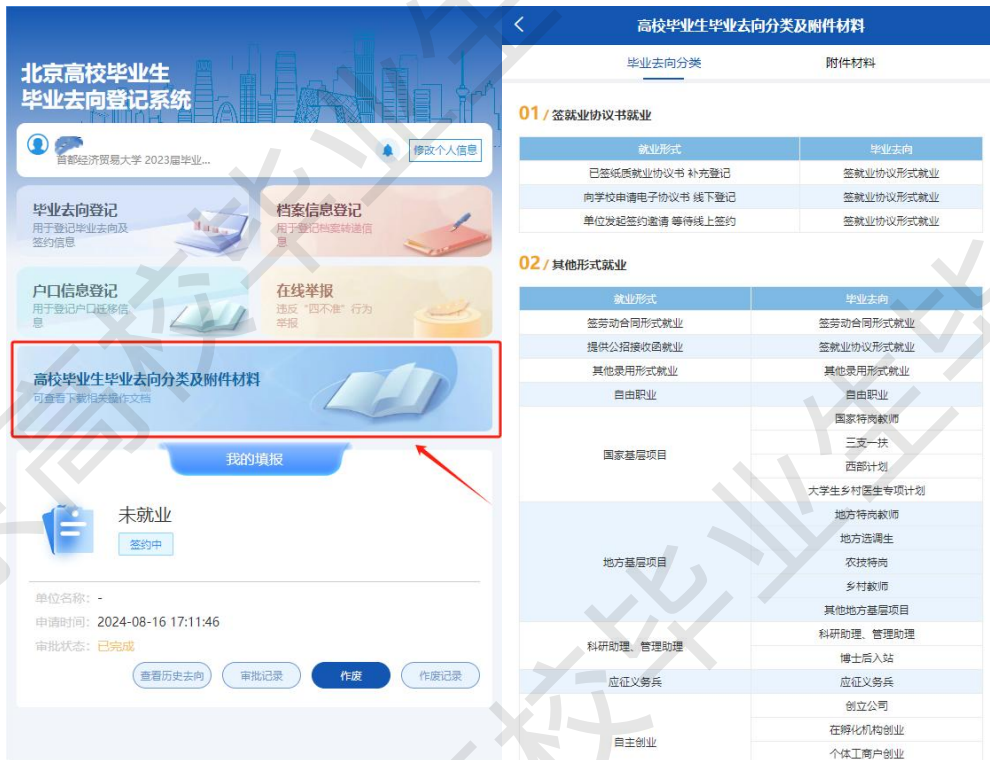 北京高校毕业生
毕业去向登记系统
首都经济贸易大学 2023届毕业...
修改个人信息
毕业去向登记
用于登记毕业去向及
签约信息
档案信息登记
用于登记档案转递信
息
户口信息登记
用于登记户口迁移信
息
在线举报
违反“四不准”行为
举报
高校毕业生毕业去向分类及附件材料
可查看下载相关操作文档
我的填报
未就业
签约中
单位名称: -
申请时间: 2024-08-16 17:11:46
审批状态: 已完成
查看历史去向 审批记录 作废 作废记录
高校毕业生毕业去向分类及附件材料
毕业去向分类 附件材料
01 / 签就业协议书就业
就业形式 毕业去向
已签纸质就业协议书 补充登记 签就业协议形式就业
向学校申请电子协议书 线下登记 签就业协议形式就业
单位发起签约邀请 等待线上签约 签就业协议形式就业
02 / 其他形式就业
就业形式 毕业去向
签劳动合同形式就业 签劳动合同形式就业
提供公招接收函就业 签就业协议形式就业
其他录用形式就业 其他录用形式就业
自由职业 自由职业
国家基层项目 国家特岗教师
三支一扶
西部计划
大学生乡村医生专项计划
地方基层项目 地方特岗教师
地方选调生
农技特岗
乡村教师
其他地方基层项目
科研助理、管理助理 科研助理、管理助理
博士后入站
应征义务兵 应征义务兵
自主创业 创立公司
在孵化机构创业
个体工商户创业
高校毕业生
高校毕业生毕
校毕业生